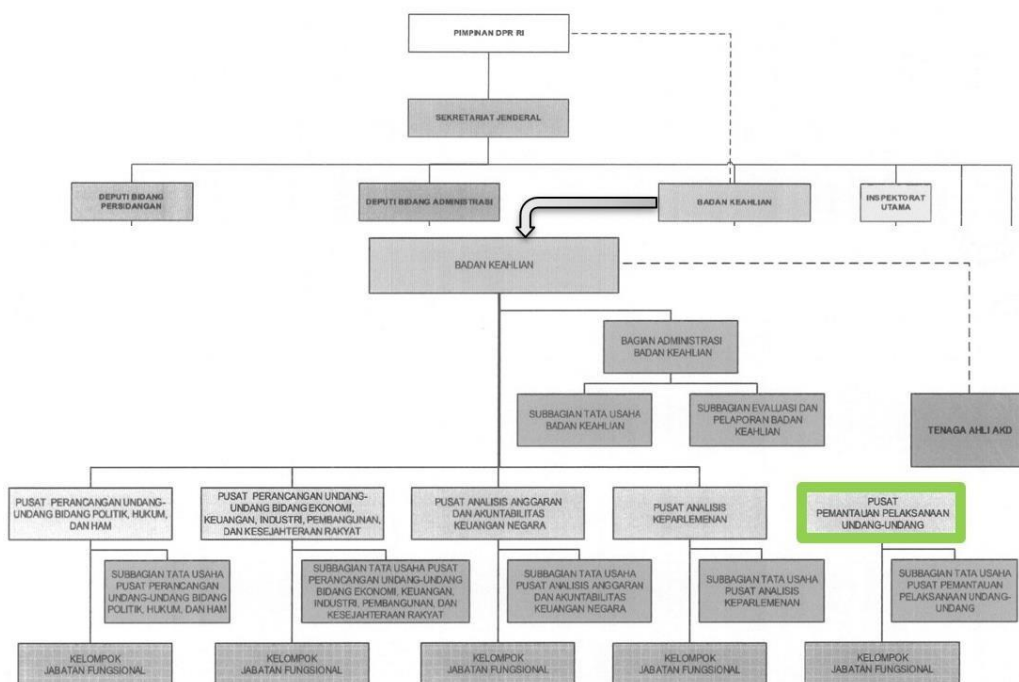 PIMPINAN DPR RI
SEKRETARIAT JENDERAL
DEPUTI BIDANG
PERSIDANGAN
DEPUTI BIDANG ADMINISTRASI
BADAN KEAHLIAN
INSPEKTORAT
UTAMA
BADAN KEAHLIAN
BAGIAN ADMINISTRASI
BADAN KEAHLIAN
SUBBAGIAN TATA USAHA
BADAN KEAHLIAN
SUBBAGIAN EVALUASI DAN
PELAPORAN BADAN
KEAHLIAN
TENAGA AHLI AKD
PUSAT PERANCANGAN UNDANG-
UNDANG BIDANG POLITIK, HUKUM,
DAN HAM
PUSAT PERANCANGAN UNDANG-
UNDANG BIDANG EKONOMI,
KEUANGAN, INDUSTRI, PEMBANGUNAN,
DAN KESEJAHTERAAN RAKYAT
PUSAT ANALISIS ANGGARAN
DAN AKUNTABILITAS
KEUANGAN NEGARA
PUSAT ANALISIS
KEPARLEMENAN
PUSAT
PEMANTAUAN PELAKSANAAN
UNDANG-UNDANG
SUBBAGIAN TATA USAHA
PUSAT PERANCANGAN
UNDANG-UNDANG BIDANG
POLITIK, HUKUM, DAN HAM
SUBBAGIAN TATA USAHA PUSAT
PERANCANGAN UNDANG-UNDANG
BIDANG EKONOMI, KEUANGAN,
INDUSTRI, PEMBANGUNAN, DAN
KESEJAHTERAAN RAKYAT
SUBBAGIAN TATA USAHA
PUSAT ANALISIS ANGGARAN
DAN AKUNTABILITAS
KEUANGAN NEGARA
SUBBAGIAN TATA USAHA
PUSAT ANALISIS
KEPARLEMENAN
SUBBAGIAN TATA USAHA
PUSAT PEMANTAUAN
PELAKSANAAN UNDANG-
UNDANG
KELOMPOK
JABATAN FUNGSIONAL
KELOMPOK
JABATAN FUNGSIONAL
KELOMPOK
JABATAN FUNGSIONAL
KELOMPOK
JABATAN FUNGSIONAL
KELOMPOK
JABATAN FUNGSIONAL